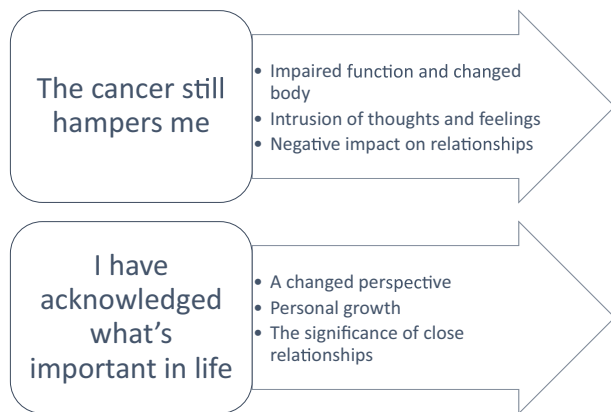 The cancer still
hampers me
• Impaired function and changed
body
• Intrusion of thoughts and feelings
• Negative impact on relationships
I have
acknowledged
what's
important in life
• A changed perspective
• Personal growth
• The significance of close
relationships